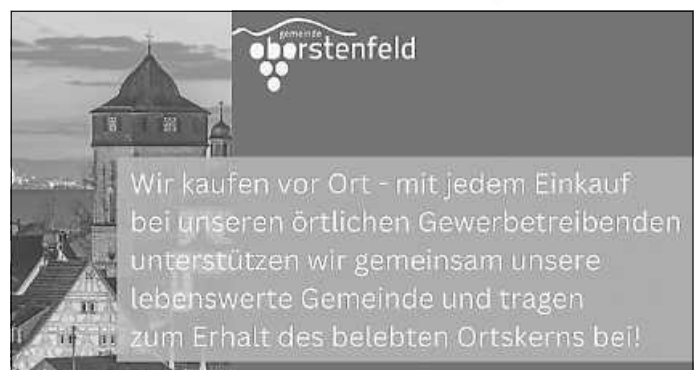 gemeinde
oberstenfeld
Wir kaufen vor Ort - mit jedem Einkauf
bei unseren örtlichen Gewerbetreibenden
unterstützen wir gemeinsam unsere
lebenswerte Gemeinde und tragen
zum Erhalt des belebten Ortskerns bei!